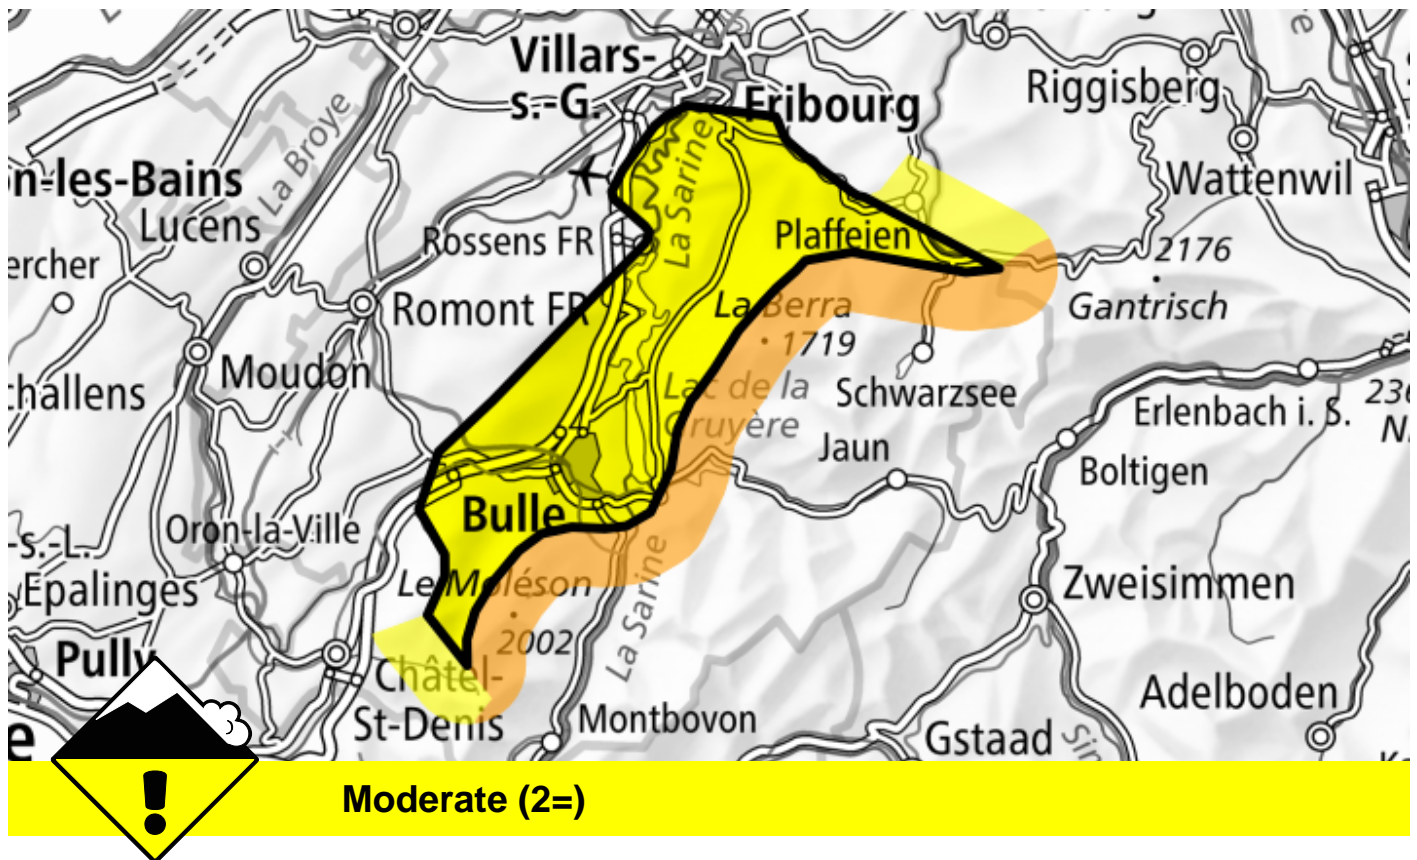 Villars-
s.-G.
Fribourg
Riggisberg
La Broye
n-les-Bains
Lucens
La Sarine
Wattenwil
ercher
Rossens FR
Plaffeien
2176
Gantrisch
Romont FR
La Berra
1719
Moudon
challens
Lac de la
Gruyère
Schwarzsee
Erlenbach i. S.
236
N
Jaun
Boltigen
Bulle
Oron-la-Ville
-s.-L.
Epalinges
Le Moléson
2002
La Sarine
Zweisimmen
Pully
Châtel-
St-Denis
Montbovon
Gstaad
Adelboden
e
Moderate (2=)